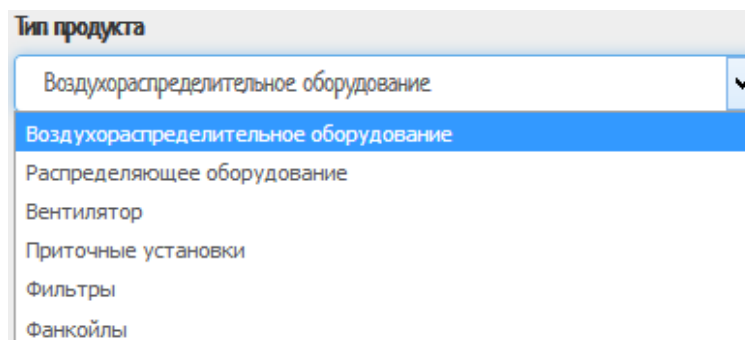 Тип продукта
Воздухораспределительное оборудование
Воздухораспределительное оборудование
Распределяющее оборудование
Вентилятор
Приточные установки
Фильтры
Фанкойлы